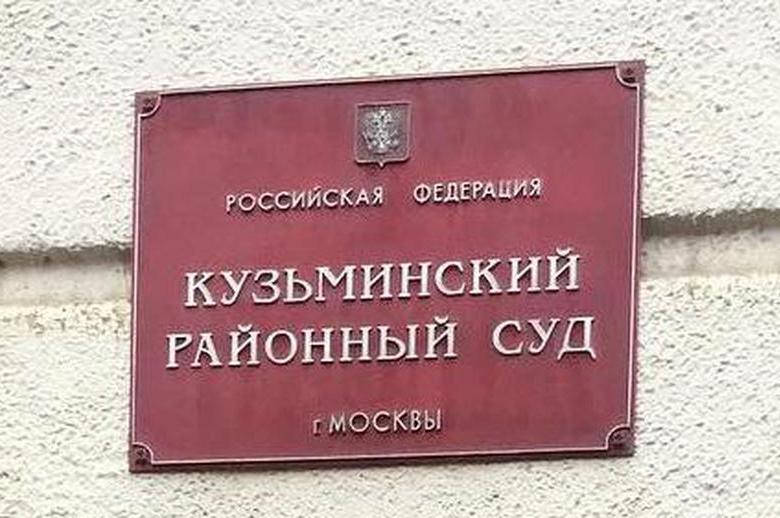 РОССИЙСКАЯ ФЕДЕРАЦИЯ
КУЗЬМИНСКИЙ
РАЙОННЫЙ СУД
г МОСКВЫ